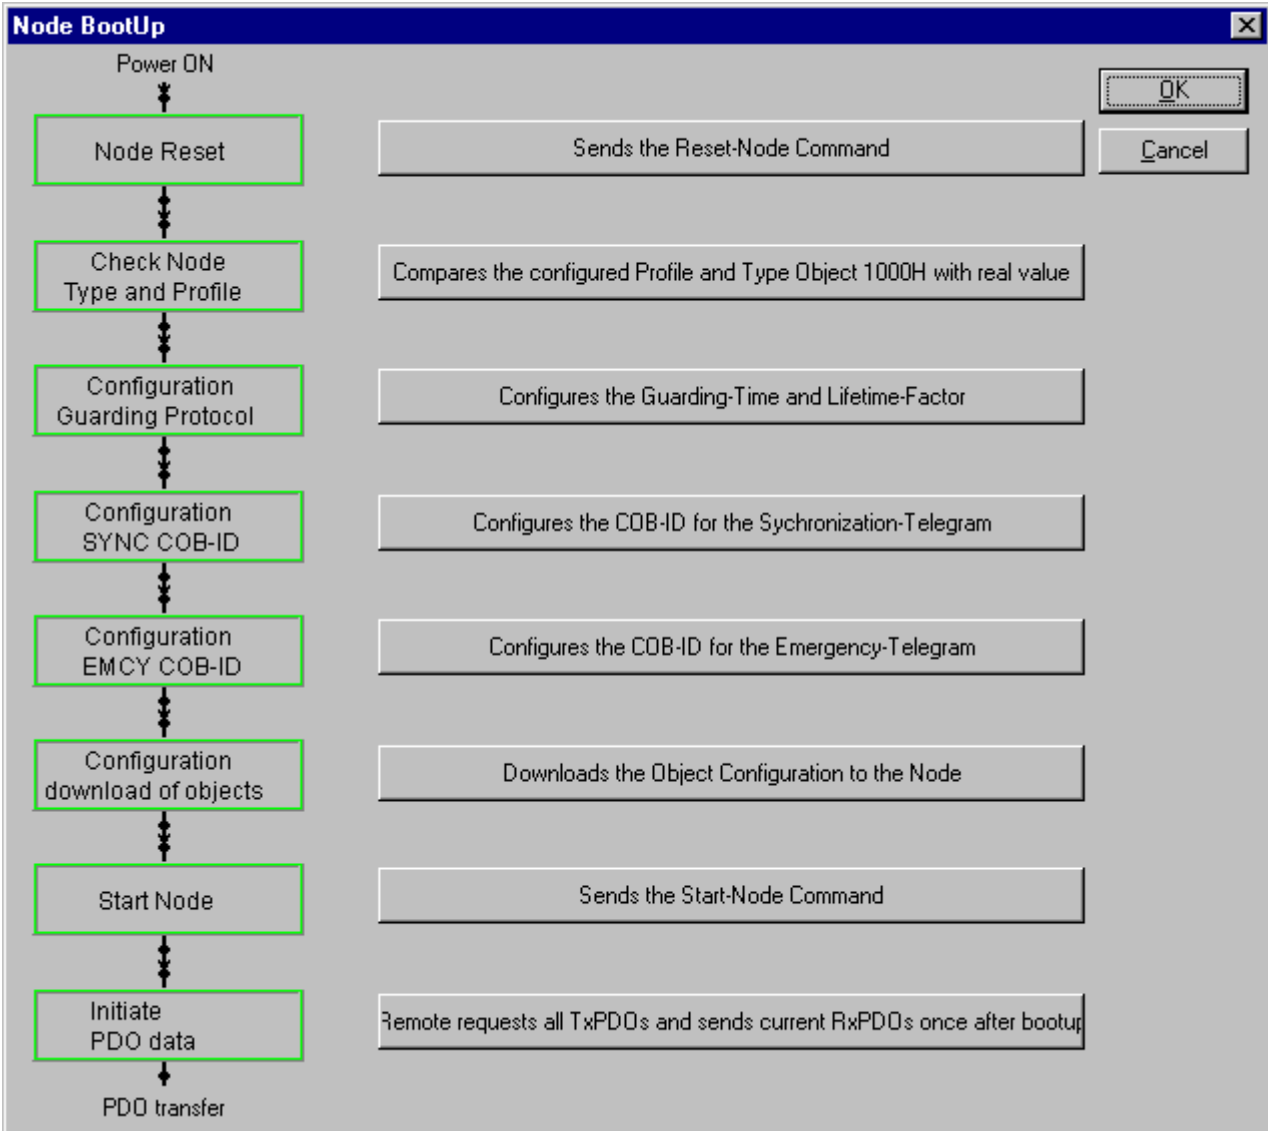 Node BootUp
Power ON
OK
Node Reset
Sends the Reset-Node Command
Cancel
Check Node
Type and Profile
Compares the configured Profile and Type Object 1000H with real value
Configuration
Guarding Protocol
Configures the Guarding-Time and Lifetime-Factor
Configuration
SYNC COB-ID
Configures the COB-ID for the Sychronization-Telegram
Configuration
EMCY COB-ID
Configures the COB-ID for the Emergency-Telegram
Configuration
download of objects
Downloads the Object Configuration to the Node
Start Node
Sends the Start-Node Command
Initiate
PDO data
Remote requests all TxPDOs and sends current RxPDOs once after bootup
PDO transfer